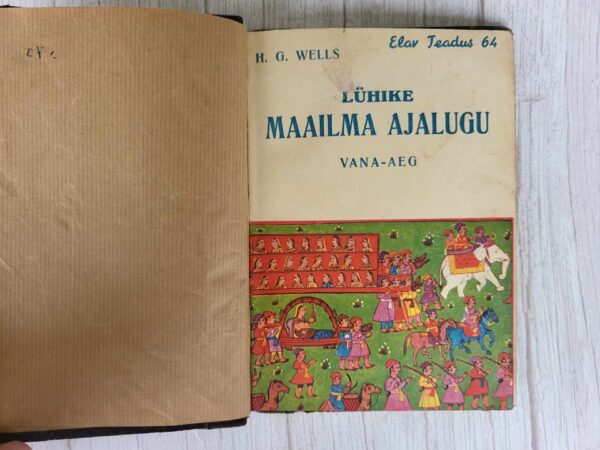 Elav Teadus 64
H. G. WELLS
LÜHIKE
MAAILMA AJALUGU
VANA-AEG